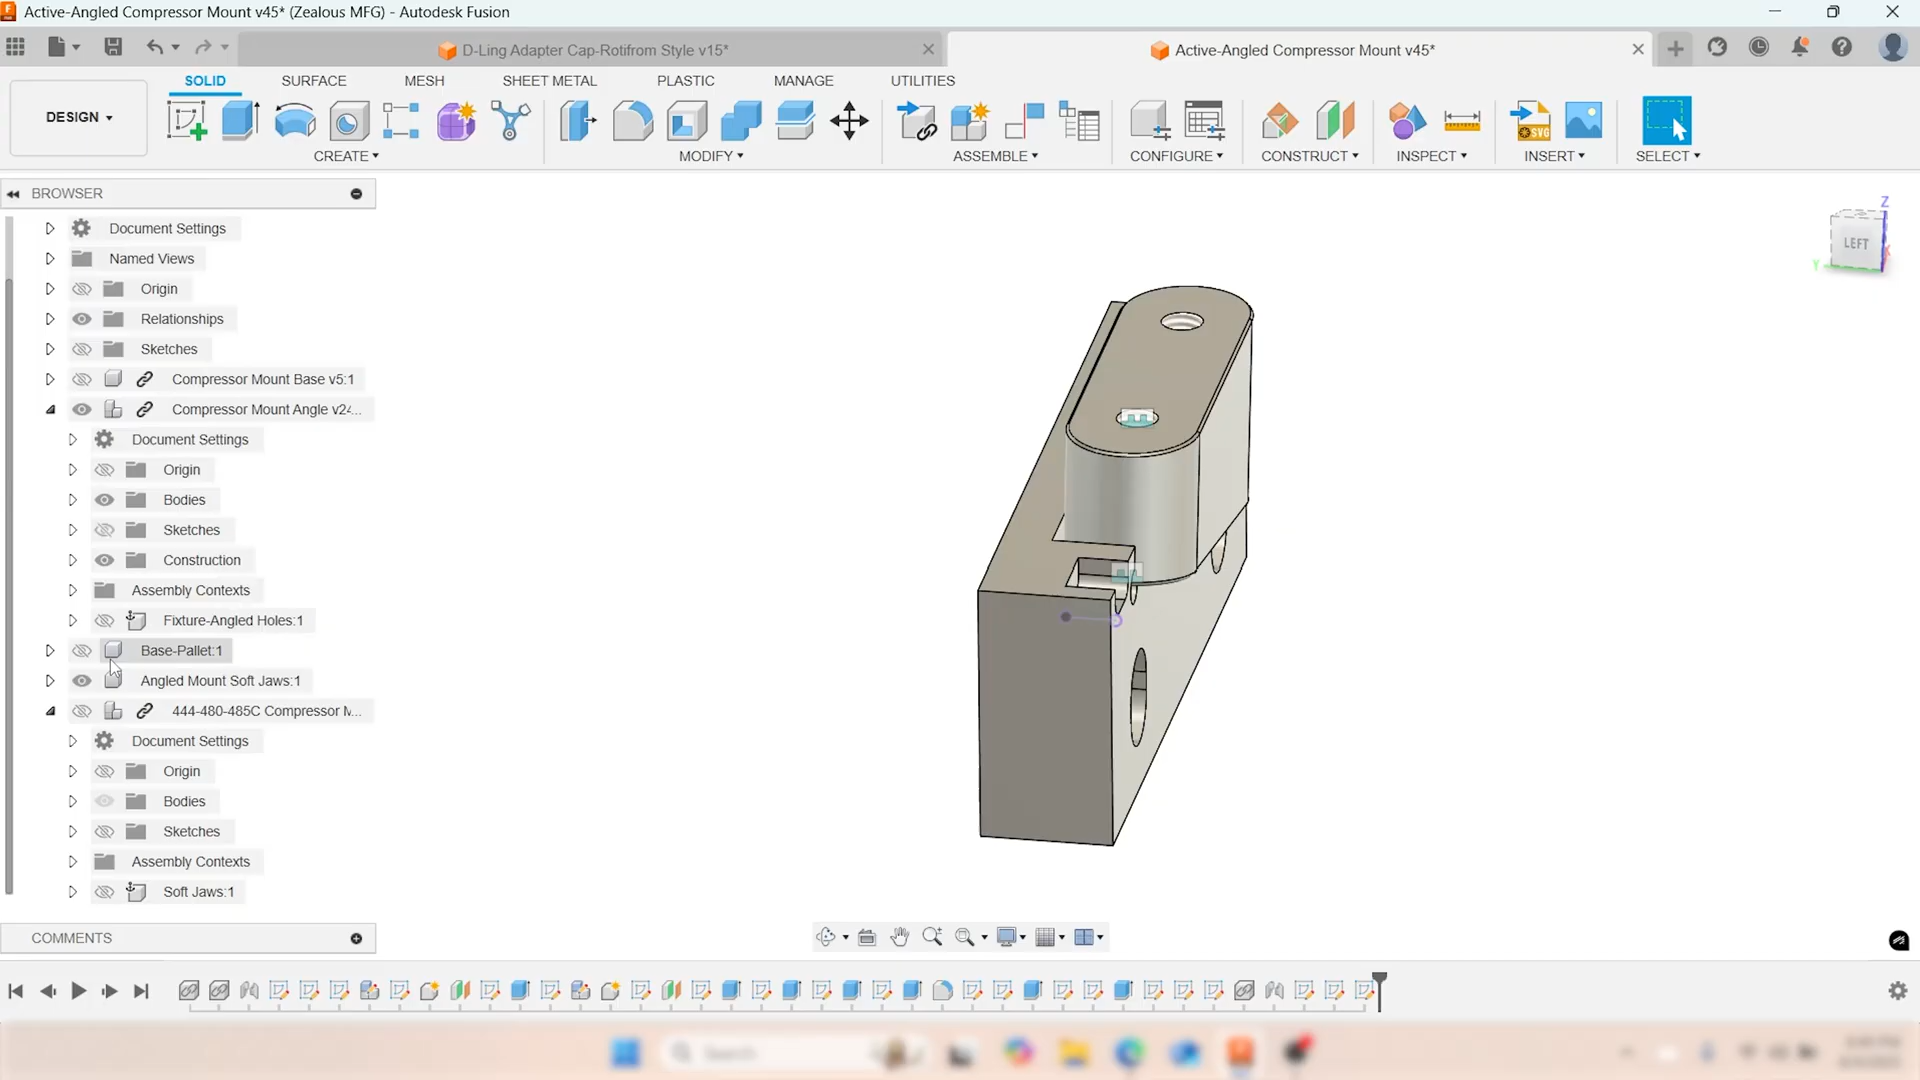 Active-Angled Compressor Mount v45* (Zealous MFG) - Autodesk Fusion
D-Ling Adapter Cap-Rotifrom Style v15*
Active-Angled Compressor Mount v45*
DESIGN
SOLID
SURFACE
MESH
SHEET METAL
PLASTIC
MANAGE
UTILITIES
CREATE
MODIFY
ASSEMBLE
CONFIGURE
CONSTRUCT
INSPECT
INSERT
SELECT
SVG
BROWSER
Document Settings
Named Views
Origin
Relationships
Sketches
Compressor Mount Base v5:1
Compressor Mount Angle v24...
Document Settings
Origin
Bodies
Sketches
Construction
Assembly Contexts
Fixture-Angled Holes:1
Base-Pallet:1
Angled Mount Soft Jaws:1
444-480-485C Compressor M...
Document Settings
Origin
Bodies
Sketches
Assembly Contexts
Soft Jaws:1
Z
LEFT
Y
X
COMMENTS
Search